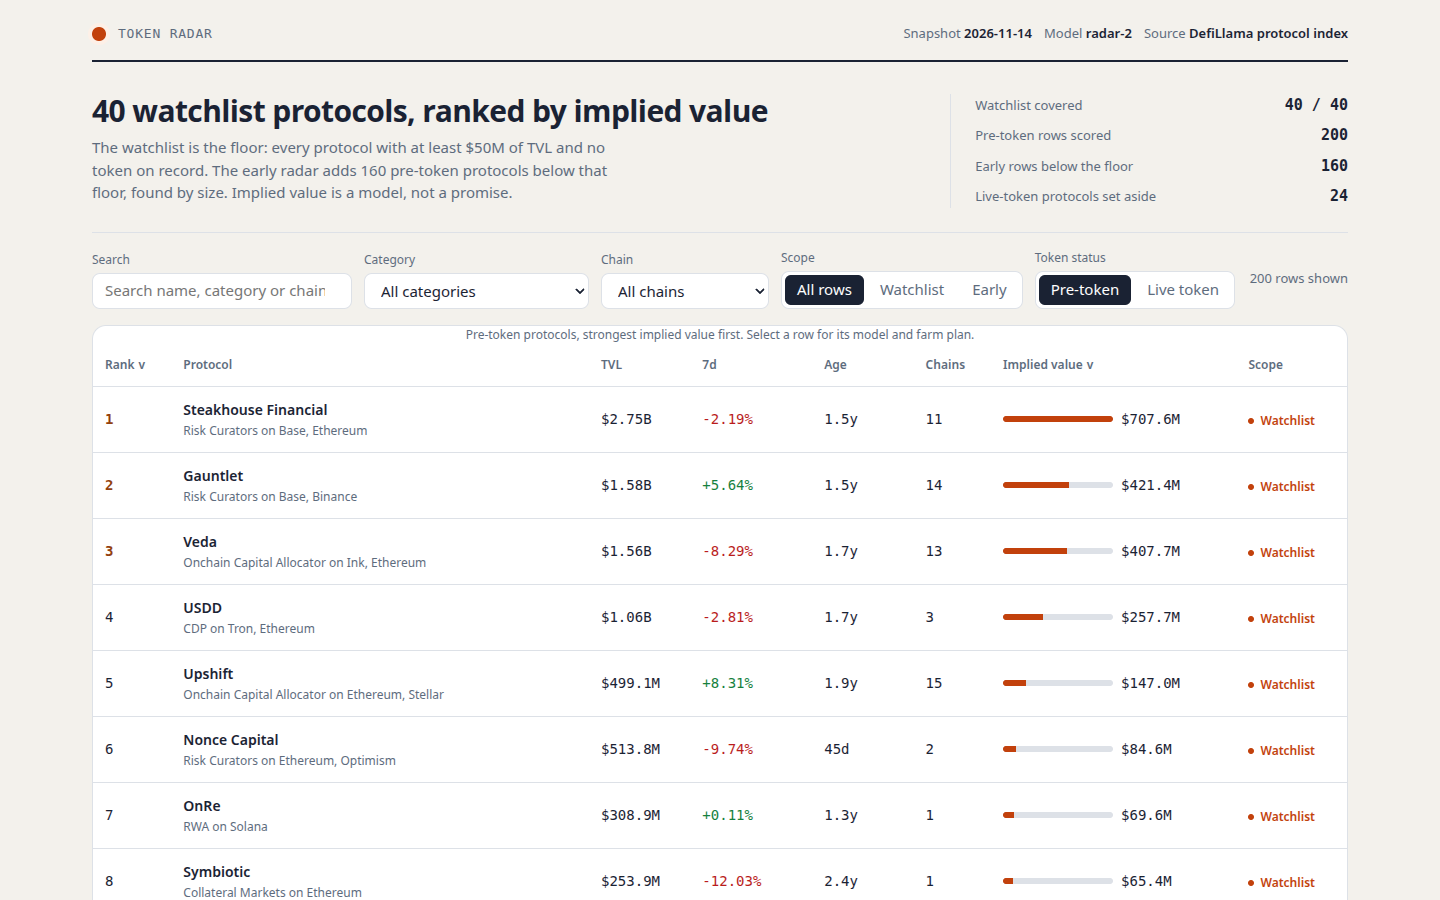 TOKEN RADAR
Snapshot 2026-11-14 Model radar-2 Source DefiLlama protocol index
40 watchlist protocols, ranked by implied value
The watchlist is the floor: every protocol with at least $50M of TVL and no
token on record. The early radar adds 160 pre-token protocols below that
floor, found by size. Implied value is a model, not a promise.
Watchlist covered 40 / 40
Pre-token rows scored 200
Early rows below the floor 160
Live-token protocols set aside 24
Search Category Chain Scope Token status
Search name, category or chain All categories All chains All rows Watchlist Early Pre-token Live token 200 rows shown
Pre-token protocols, strongest implied value first. Select a row for its model and farm plan.
Rank v Protocol TVL 7d Age Chains Implied value v Scope
1 Steakhouse Financial $2.75B -2.19% 1.5y 11 $707.6M Watchlist
Risk Curators on Base, Ethereum
2 Gauntlet $1.58B +5.64% 1.5y 14 $421.4M Watchlist
Risk Curators on Base, Binance
3 Veda $1.56B -8.29% 1.7y 13 $407.7M Watchlist
Onchain Capital Allocator on Ink, Ethereum
4 USDD $1.06B -2.81% 1.7y 3 $257.7M Watchlist
CDP on Tron, Ethereum
5 Upshift $499.1M +8.31% 1.9y 15 $147.0M Watchlist
Onchain Capital Allocator on Ethereum, Stellar
6 Nonce Capital $513.8M -9.74% 45d 2 $84.6M Watchlist
Risk Curators on Ethereum, Optimism
7 OnRe $308.9M +0.11% 1.3y 1 $69.6M Watchlist
RWA on Solana
8 Symbiotic $253.9M -12.03% 2.4y 1 $65.4M Watchlist
Collateral Markets on Ethereum